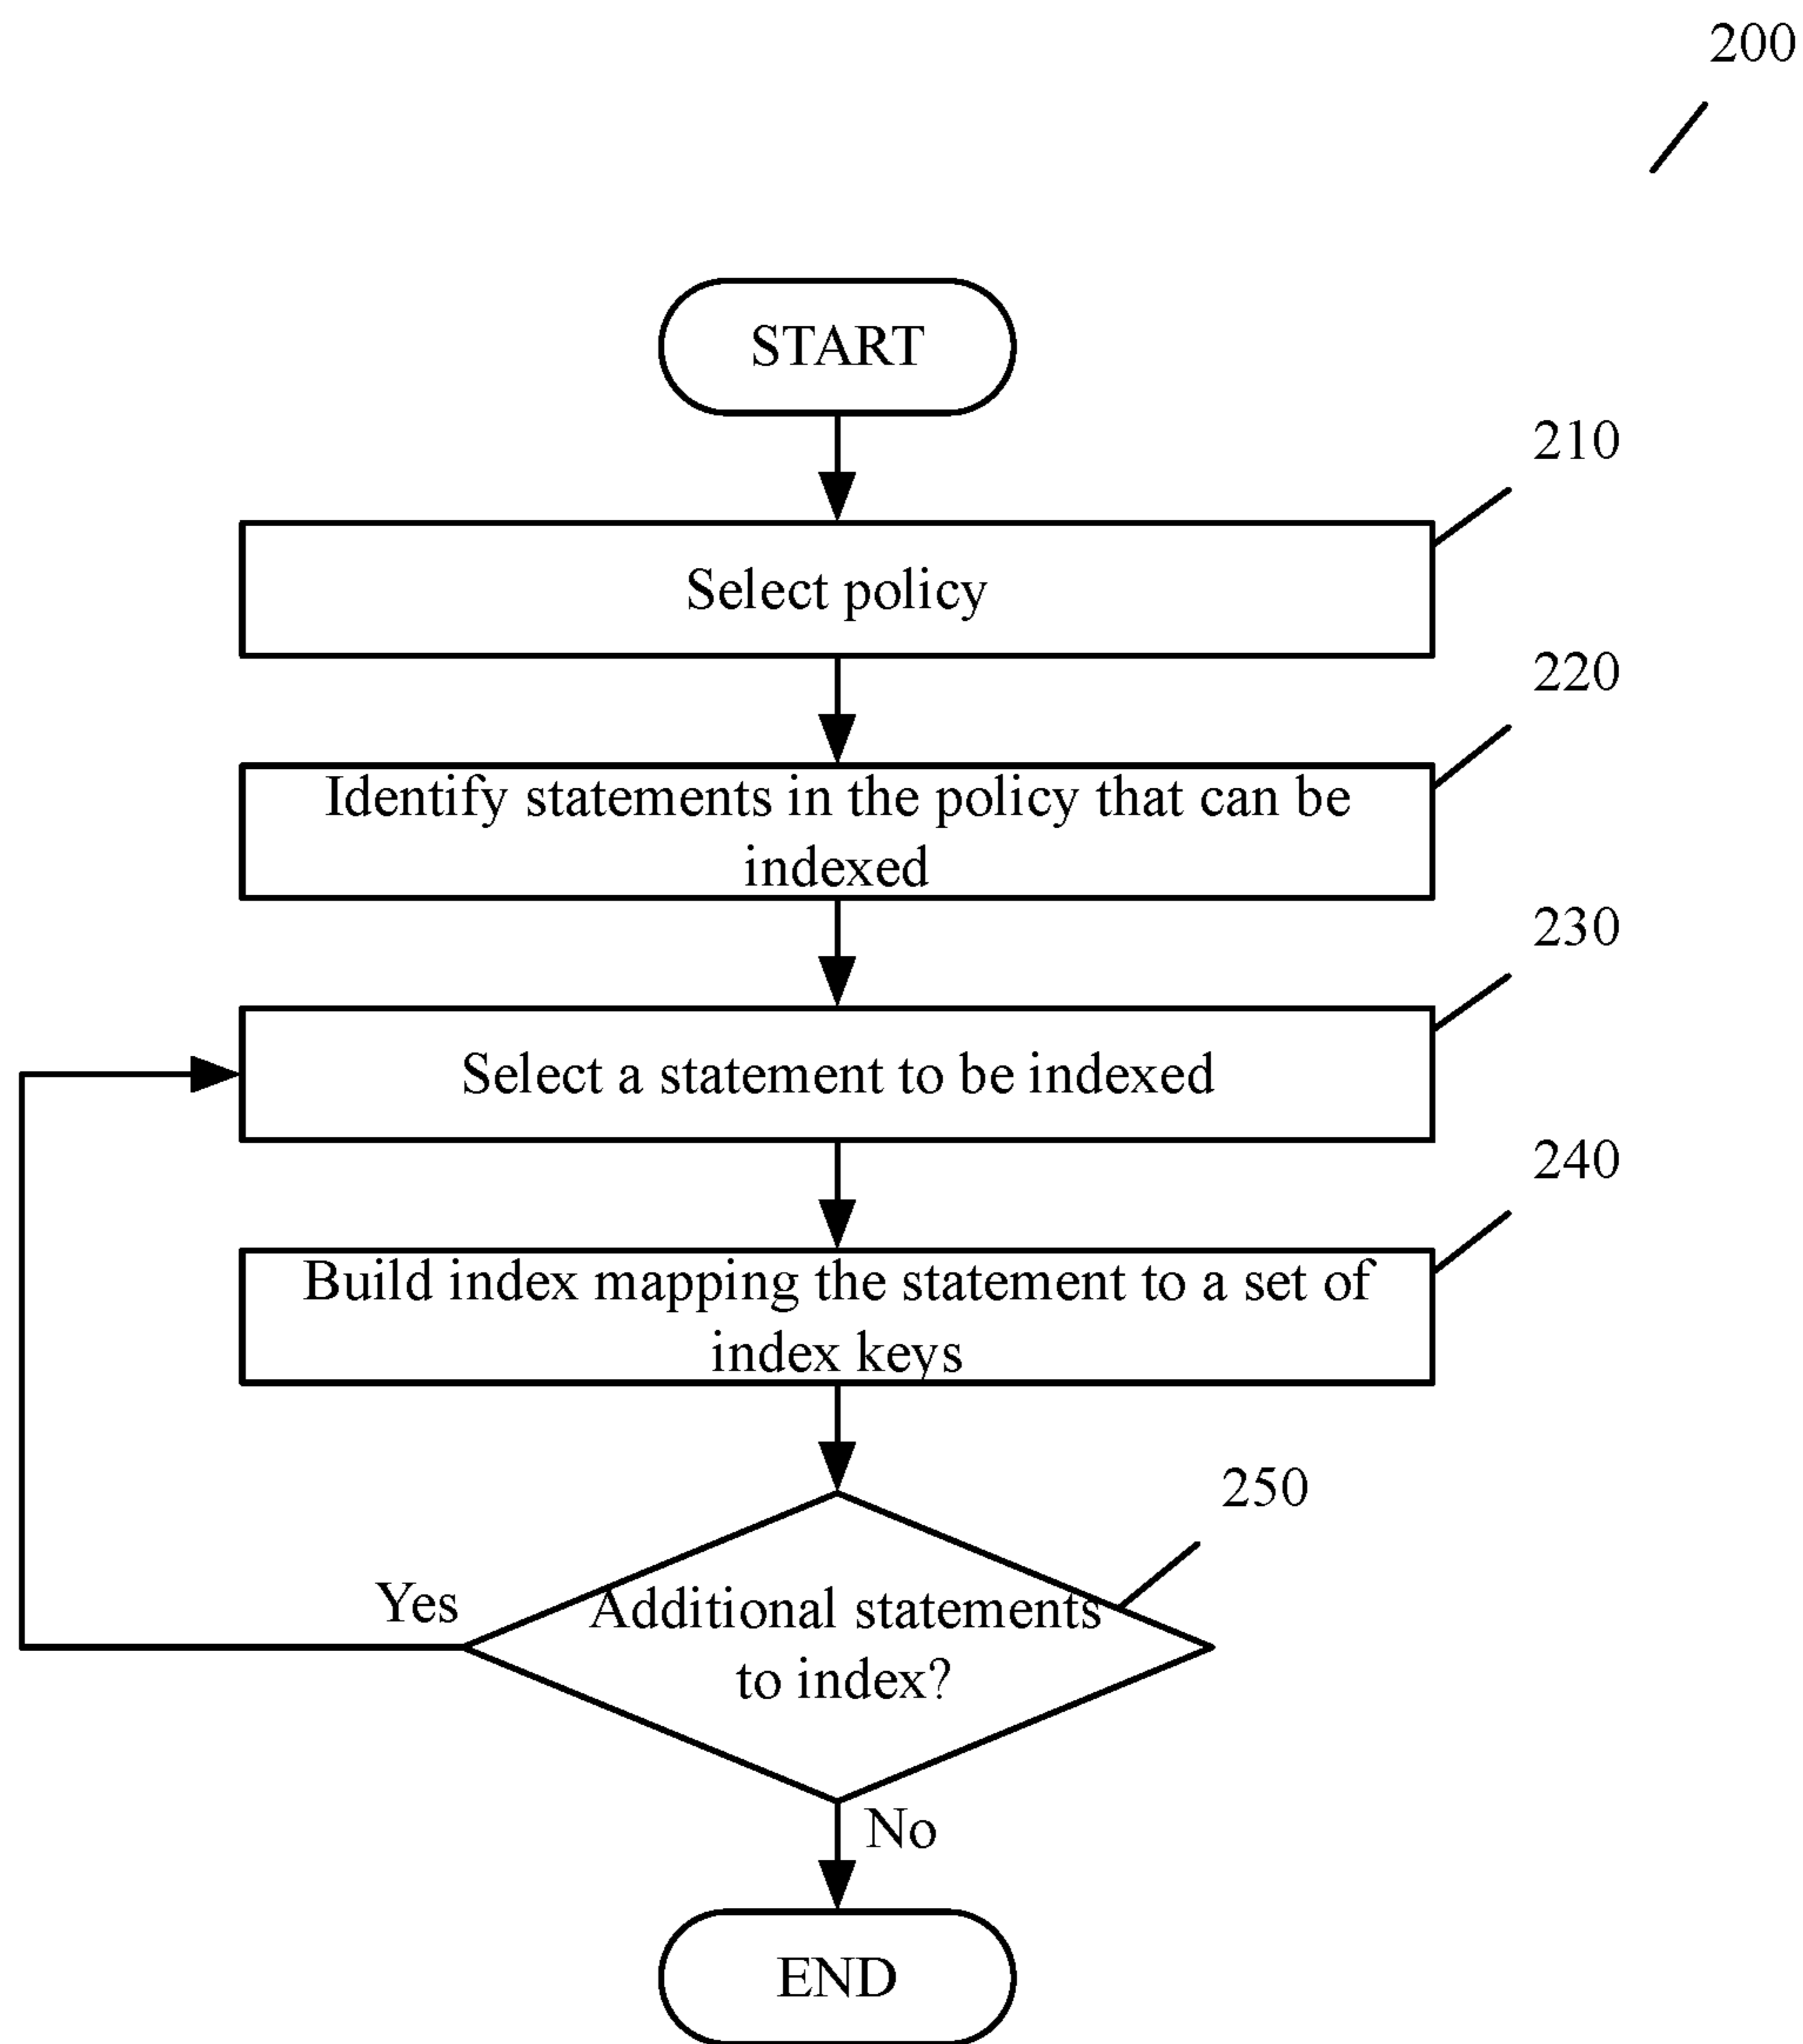 200
START
210
Select policy
220
Identify statements in the policy that can be
indexed
230
Select a statement to be indexed
240
Build index mapping the statement to a set of
index keys
250
Yes
Additional statements
to index?
No
END